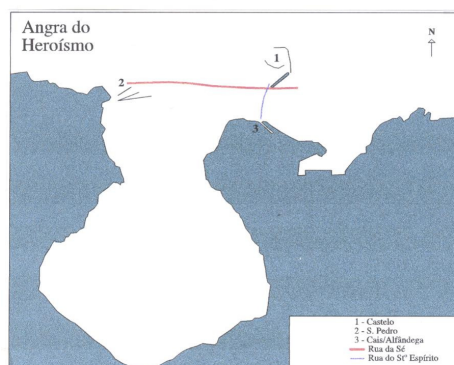 Angra do
Heroísmo
N
1
2
3
1 - Castelo
2 - S. Pedro
3 - Cais/Alfândega
Rua da Sé
Rua do Stº Espírito